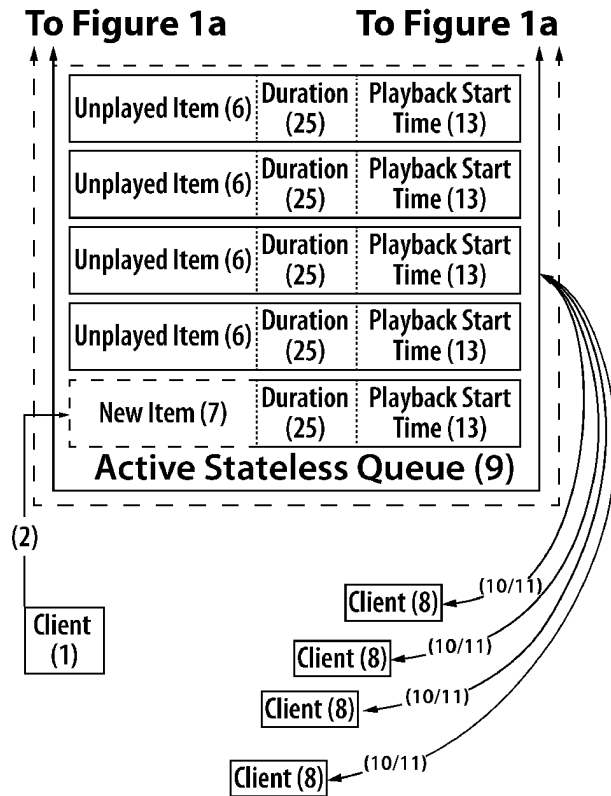 To Figure 1a To Figure 1a
Unplayed Item (6) Duration (25) Playback Start Time (13)
Unplayed Item (6) Duration (25) Playback Start Time (13)
Unplayed Item (6) Duration (25) Playback Start Time (13)
Unplayed Item (6) Duration (25) Playback Start Time (13)
New Item (7) Duration (25) Playback Start Time (13)
Active Stateless Queue (9)
(2)
Client (1)
Client (8) (10/11)
Client (8) (10/11)
Client (8) (10/11)
Client (8) (10/11)